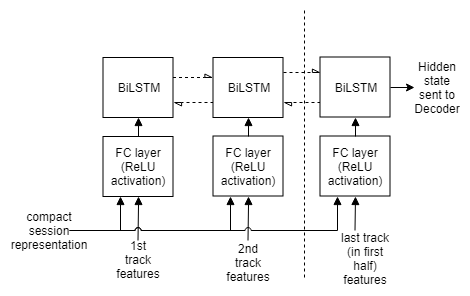 BiLSTM
BiLSTM
BiLSTM
Hidden
state
sent to
Decoder
FC layer
(ReLU
activation)
FC layer
(ReLU
activation)
FC layer
(ReLU
activation)
compact
session
representation
1st
track
features
2nd
track
features
last track
(in first
half)
features